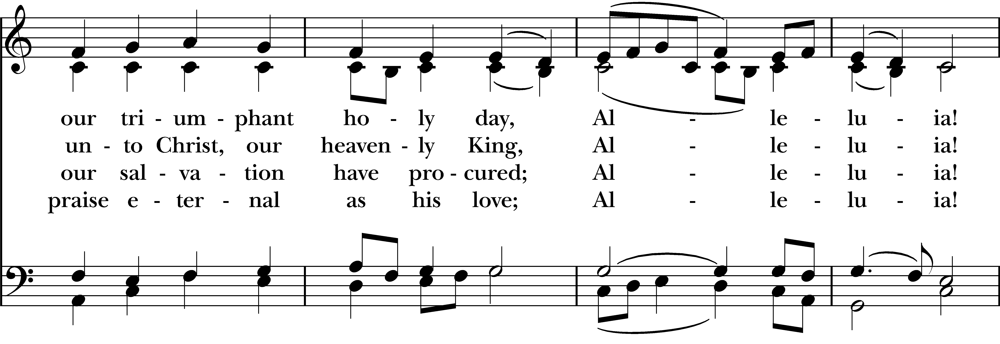 our tri - um - phant ho - ly day, Al - le - lu - ia!
un - to Christ, our heaven - ly King, Al - le - lu - ia!
our sal - va - tion have pro - cured; Al - le - lu - ia!
praise e - ter - nal as his love; Al - le - lu - ia!